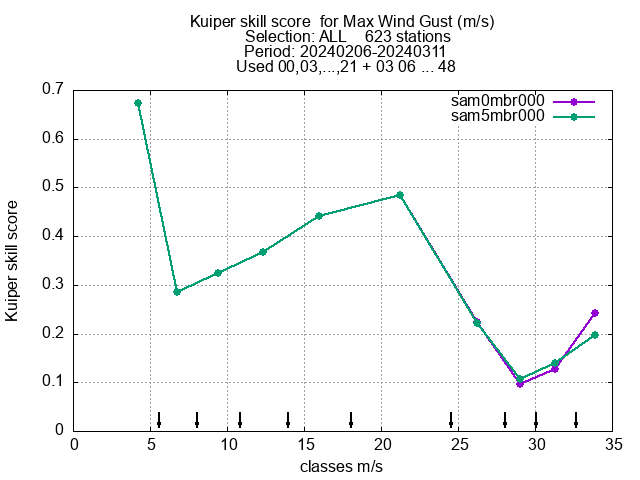 Kuiper skill score  for Max Wind Gust (m/s)
Selection: ALL    623 stations
Period: 20240206-20240311
Used 00,03,...,21 + 03 06 ... 48
sam0mbr000
sam5mbr000
Kuiper skill score
0.7
0.6
0.5
0.4
0.3
0.2
0.1
0
0 5 10 15 20 25 30 35
classes m/s